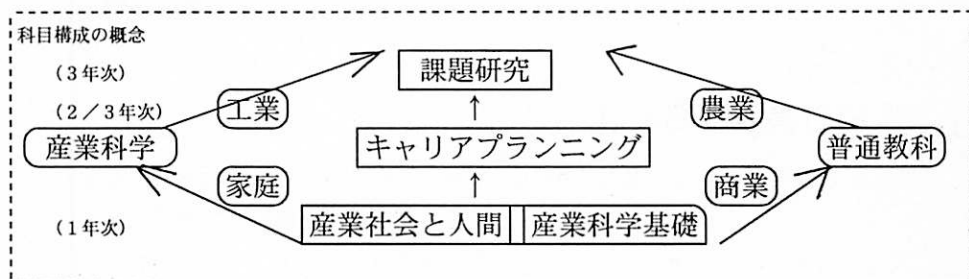 科目構成の概念
(3年次)
課題研究
(2/3年次)
工業
農業
産業科学
キャリアプランニング
普通教科
家庭
商業
(1年次)
産業社会と人間
産業科学基礎